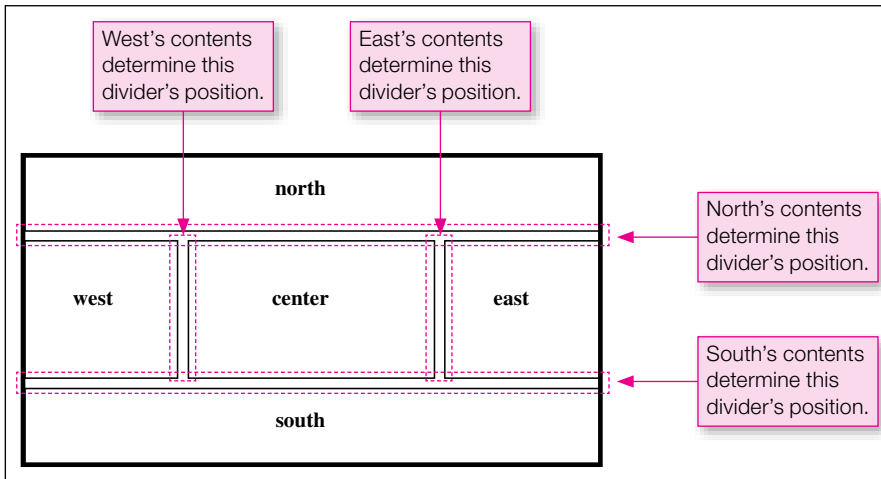 West’s contents
determine this
divider’s position.
East’s contents
determine this
divider’s position.
north
North’s contents
determine this
divider’s position.
west
center
east
South’s contents
determine this
divider’s position.
south